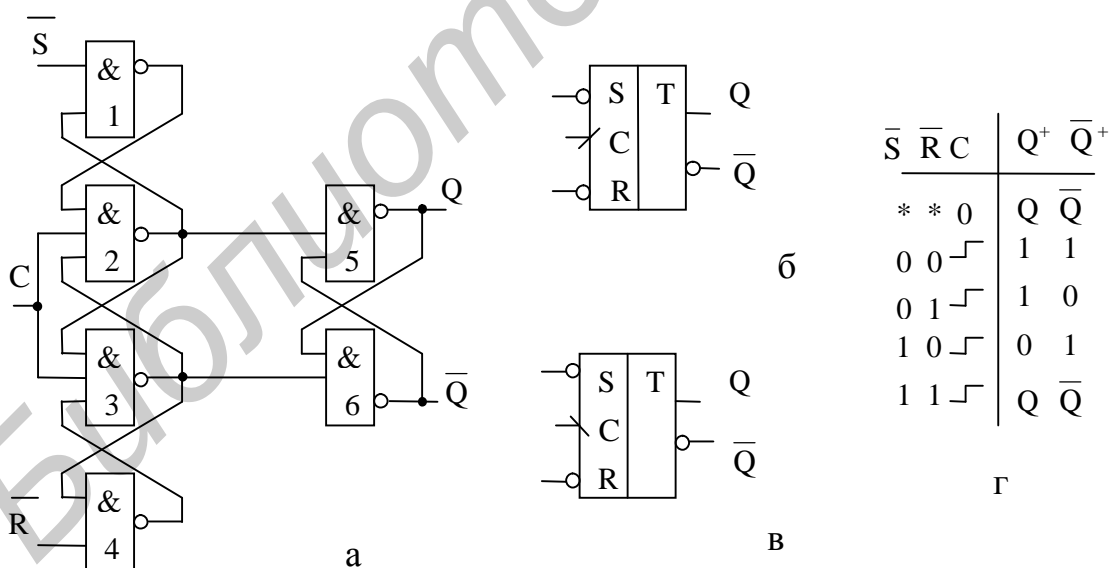 S̅
&
1
&
2
C
&
3
R̅
&
4
&
5
Q
&
6
Q̅
а
S T
C
R
Q
Q̅
б
S T
C
R
Q
Q̅
в
S̅ R̅ C Q⁺ Q̅⁺
* * 0 Q Q̅
0 0 1 1
0 1 1 0
1 0 0 1
1 1 Q Q̅
г
Библиот